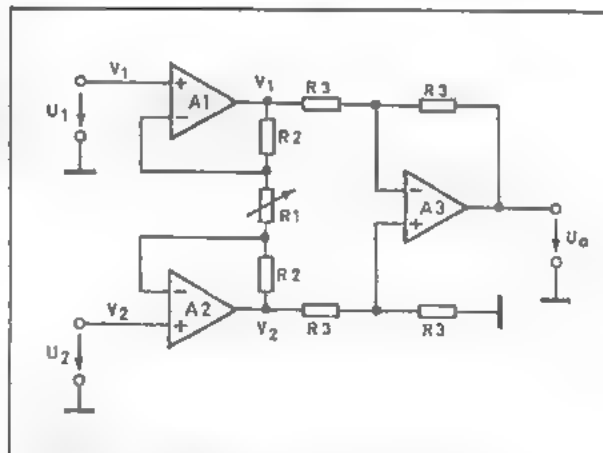 V1
A1
V1
R3
R3
+
-
U1
R2
R1
-
+
A3
Ua
R2
-
+
A2
V2
V2
R3
R3
U2